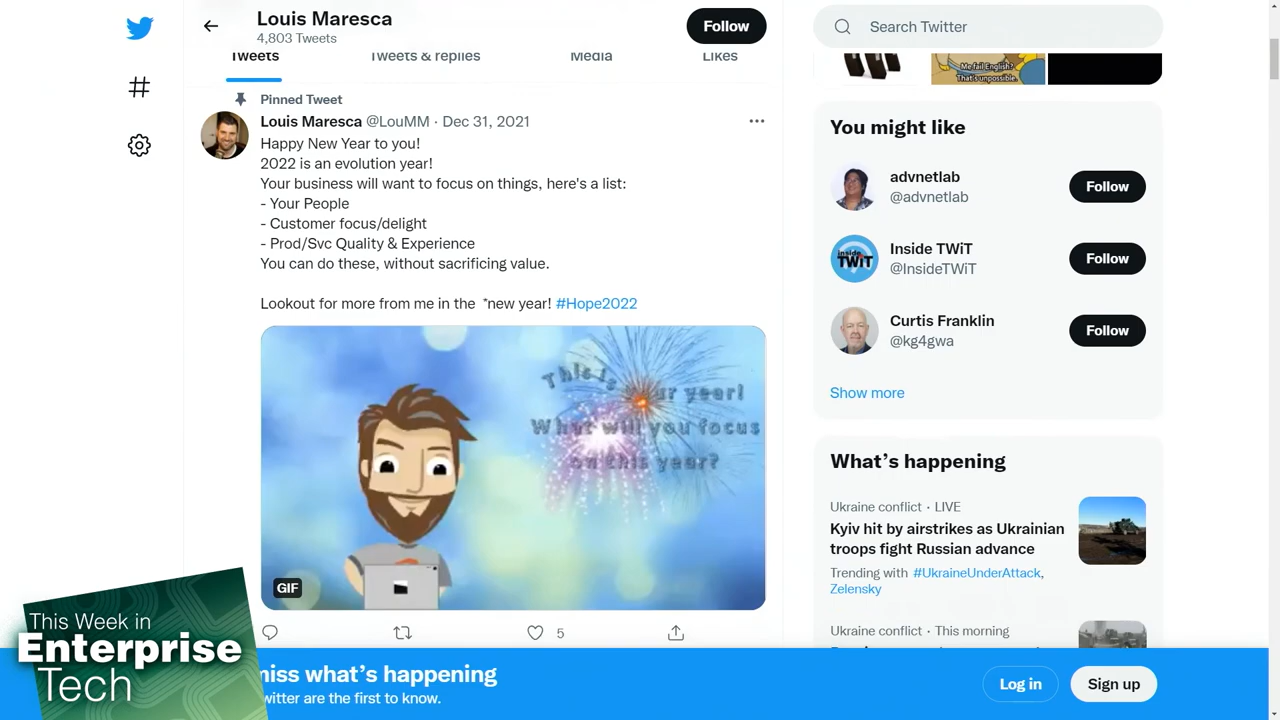 Louis Maresca
4,803 Tweets
Follow
Search Twitter
Tweets
Tweets & replies
Media
Likes
Me fail English?
That's unpossible.
Pinned Tweet
Louis Maresca @LouMM · Dec 31, 2021
Happy New Year to you!
2022 is an evolution year!
Your business will want to focus on things, here's a list:
- Your People
- Customer focus/delight
- Prod/Svc Quality & Experience
You can do these, without sacrificing value.
Lookout for more from me in the *new year! #Hope2022
This is your year!
What will you focus
on this year?
GIF
5
You might like
advnetlab
@advnetlab
Follow
inside
TWiT
Inside TWiT
@InsideTWiT
Follow
Curtis Franklin
@kg4gwa
Follow
Show more
What's happening
Ukraine conflict · LIVE
Kyiv hit by airstrikes as Ukrainian
troops fight Russian advance
Trending with #UkraineUnderAttack,
Zelensky
Ukraine conflict · This morning
This Week in
Enterprise
Tech
miss what's happening
witter are the first to know.
Log in
Sign up